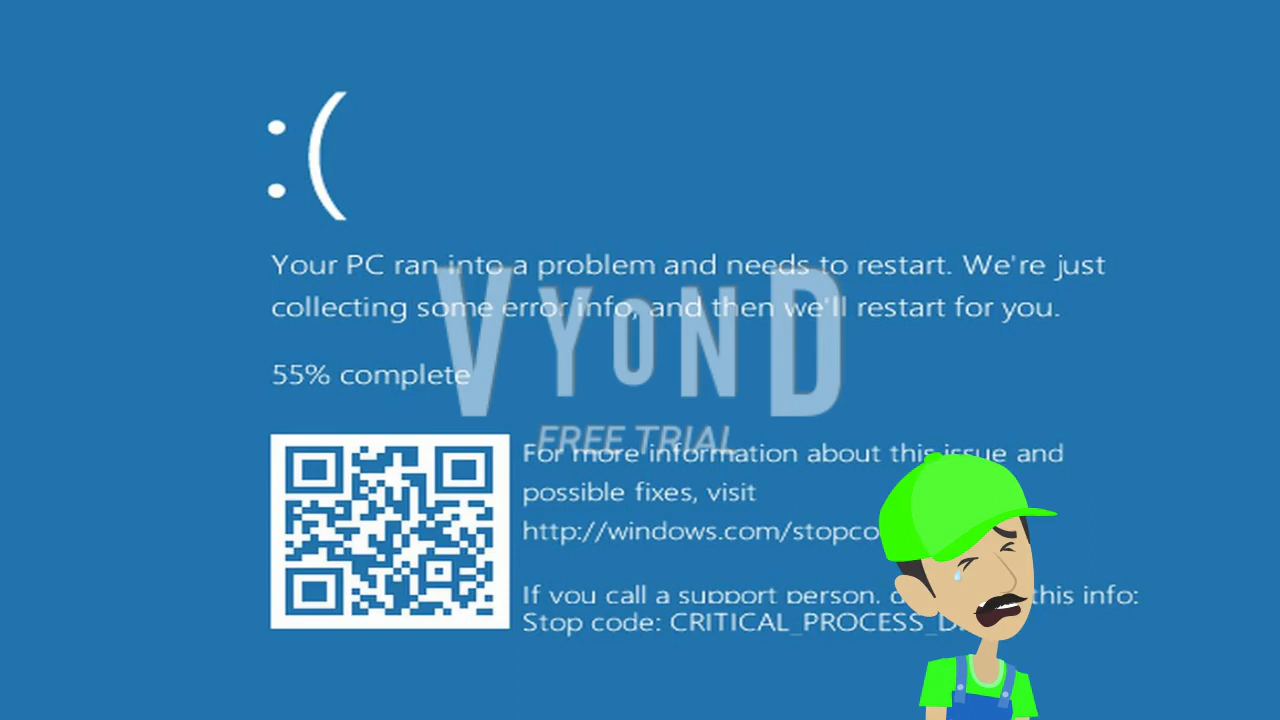 :(
Your PC ran into a problem and needs to restart. We're just
collecting some error info, and then we'll restart for you.
VYOND
55% complete
FREE TRIAL
For more information about this issue and
possible fixes, visit
http://windows.com/stopco
If you call a support person, this info:
Stop code: CRITICAL_PROCESS_D